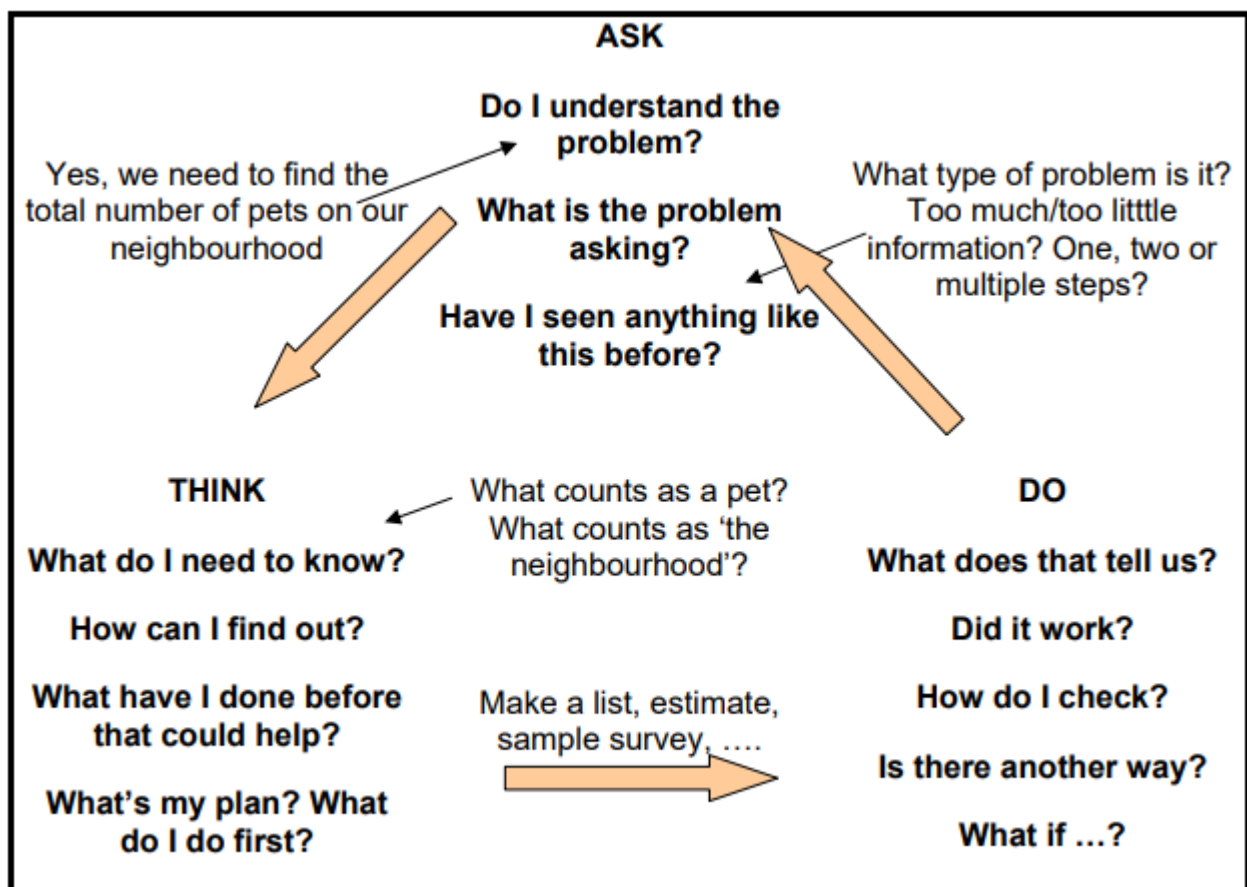 ASK
Do I understand the
problem?
Yes, we need to find the
total number of pets on our
neighbourhood
What is the problem
asking?
What type of problem is it?
Too much/too litttle
information? One, two or
multiple steps?
Have I seen anything like
this before?
THINK
What do I need to know?
How can I find out?
What have I done before
that could help?
What’s my plan? What
do I do first?
What counts as a pet?
What counts as ‘the
neighbourhood’?
Make a list, estimate,
sample survey, ….
DO
What does that tell us?
Did it work?
How do I check?
Is there another way?
What if …?